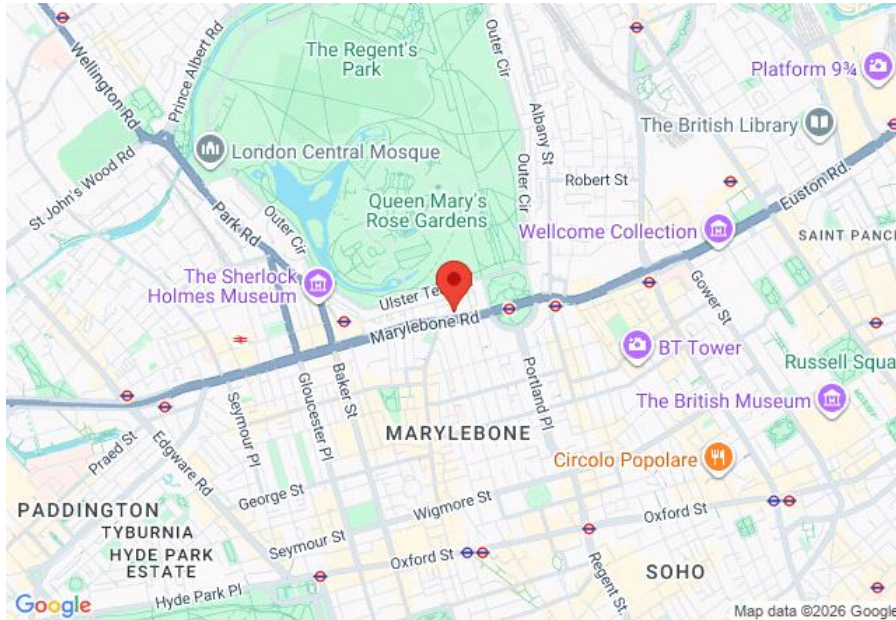 The Regent's
Park
Outer Cir
Platform 9¾
Wellington Rd
Prince Albert Rd
The British Library
Albany St
London Central Mosque
Outer Cir
Robert St
Euston Rd.
St John's Wood Rd
Queen Mary's
Rose Gardens
Park Rd
Outer Cir
Wellcome Collection
SAINT PANC
The Sherlock
Holmes Museum
Ulster Te
Gower St
Marylebone Rd
BT Tower
Russell Squa
Portland Pl
The British Museum
Baker St
Gloucester Pl
Seymour Pl
MARYLEBONE
Praed St
Edgware Rd
Circolo Popolare
George St
Wigmore St
PADDINGTON
TYBURNIA
Oxford St
HYDE PARK
ESTATE
Seymour St
Oxford St
Regent St.
SOHO
Hyde Park Pl
Google
Map data ©2026 Google